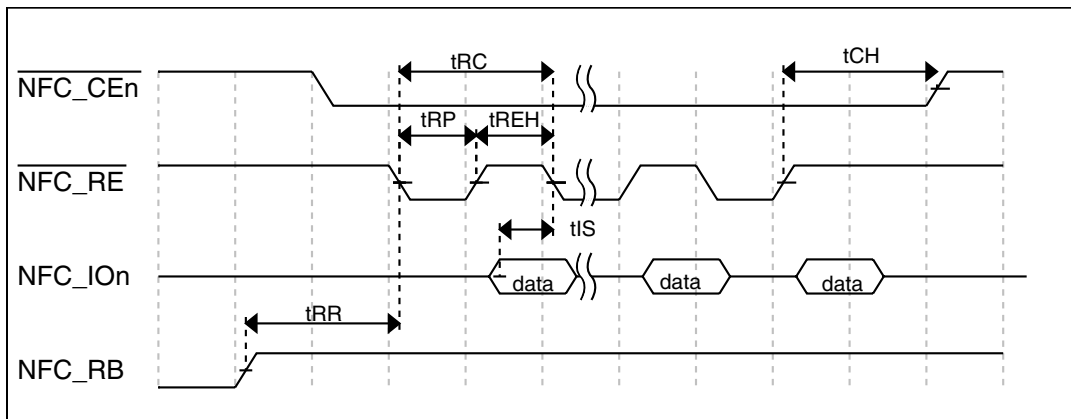 tRC
tCH
NFC_CEn
tRP
tREH
NFC_RE
tIS
NFC_IOn
data
data
data
tRR
NFC_RB